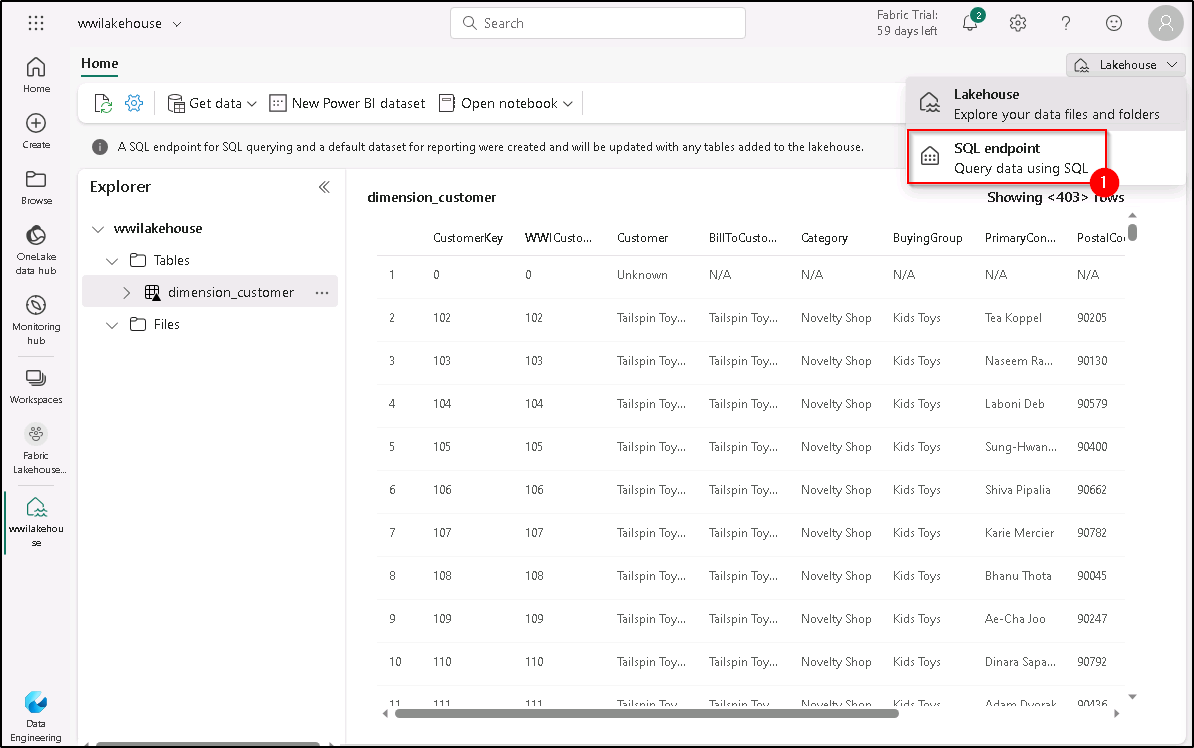 wwilakehouse
Search
Fabric Trial:
59 days left
2
Home
Create
Browse
OneLake
data hub
Monitoring
hub
Workspaces
Fabric
Lakehouse...
wwilakehou
se
Data
Engineering
Home
Lakehouse
Get data
New Power BI dataset
Open notebook
Lakehouse
Explore your data files and folders
SQL endpoint
Query data using SQL
1
A SQL endpoint for SQL querying and a default dataset for reporting were created and will be updated with any tables added to the lakehouse.
Explorer
wwilakehouse
Tables
dimension_customer
Files
dimension_customer
Showing <403> rows
CustomerKey WWICusto... Customer BillToCusto... Category BuyingGroup PrimaryCon... PostalCo
1 0 0 Unknown N/A N/A N/A N/A N/A
2 102 102 Tailspin Toy... Tailspin Toy... Novelty Shop Kids Toys Tea Koppel 90205
3 103 103 Tailspin Toy... Tailspin Toy... Novelty Shop Kids Toys Naseem Ra... 90130
4 104 104 Tailspin Toy... Tailspin Toy... Novelty Shop Kids Toys Laboni Deb 90579
5 105 105 Tailspin Toy... Tailspin Toy... Novelty Shop Kids Toys Sung-Hwan... 90400
6 106 106 Tailspin Toy... Tailspin Toy... Novelty Shop Kids Toys Shiva Pipalia 90662
7 107 107 Tailspin Toy... Tailspin Toy... Novelty Shop Kids Toys Karie Mercier 90782
8 108 108 Tailspin Toy... Tailspin Toy... Novelty Shop Kids Toys Bhanu Thota 90045
9 109 109 Tailspin Toy... Tailspin Toy... Novelty Shop Kids Toys Ae-Cha Joo 90247
10 110 110 Tailspin Toy... Tailspin Toy... Novelty Shop Kids Toys Dinara Sapa... 90792
11 111 111 Tailspin Toy... Tailspin Toy... Novelty Shop Kids Toys Adam Dvorak 90436